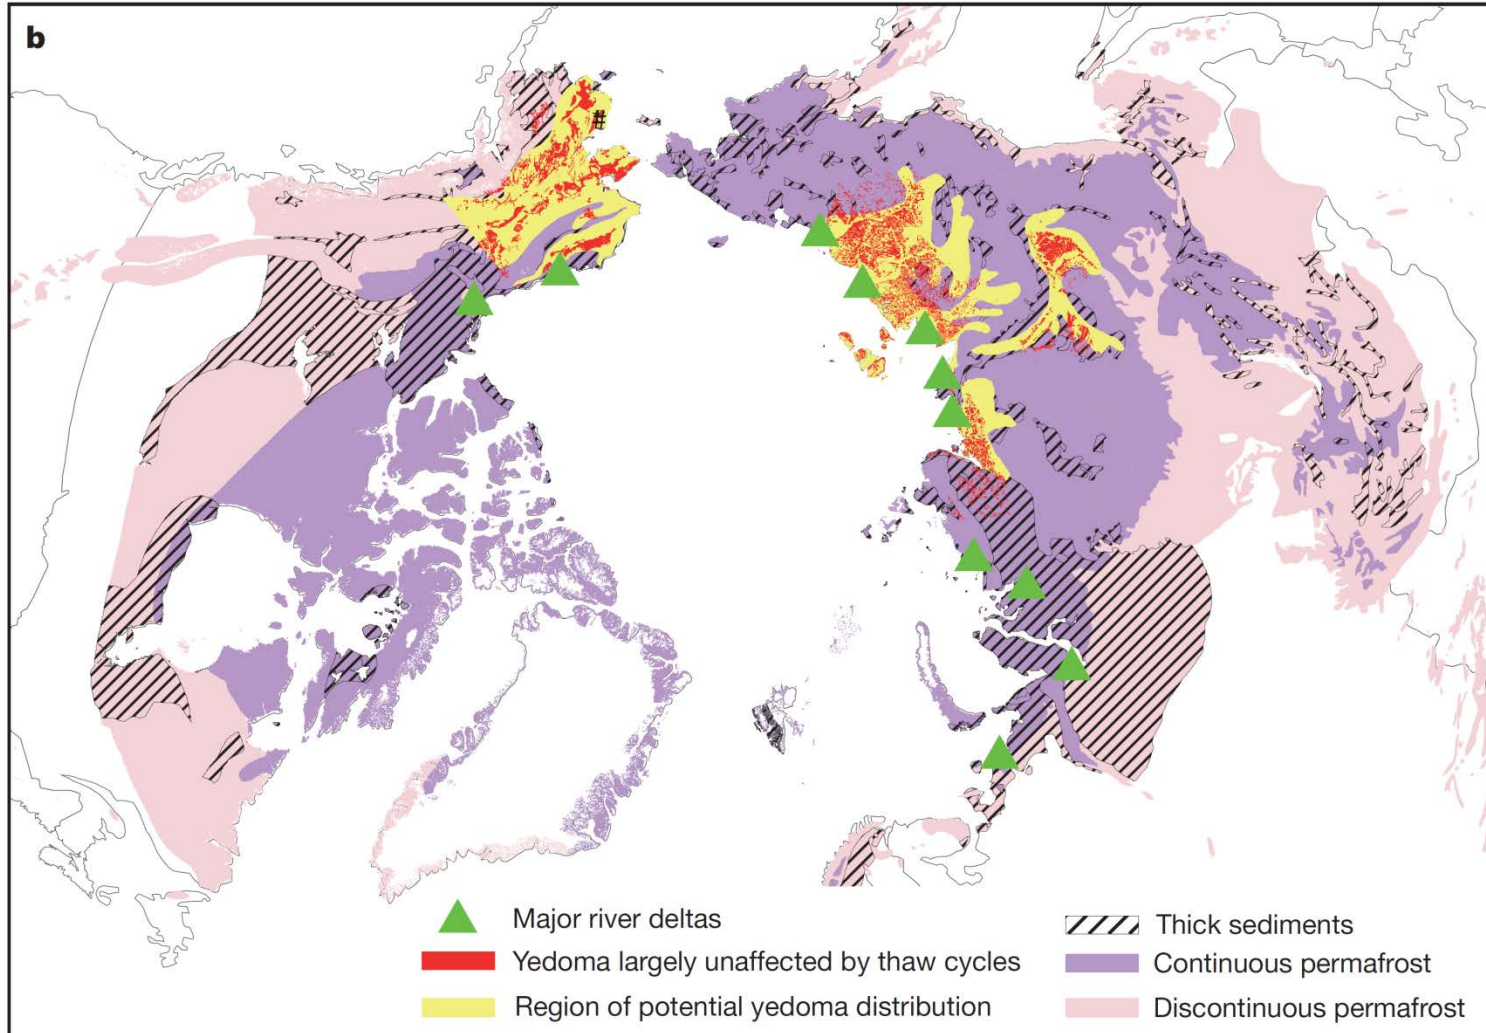 b
Major river deltas
Yedoma largely unaffected by thaw cycles
Region of potential yedoma distribution
Thick sediments
Continuous permafrost
Discontinuous permafrost